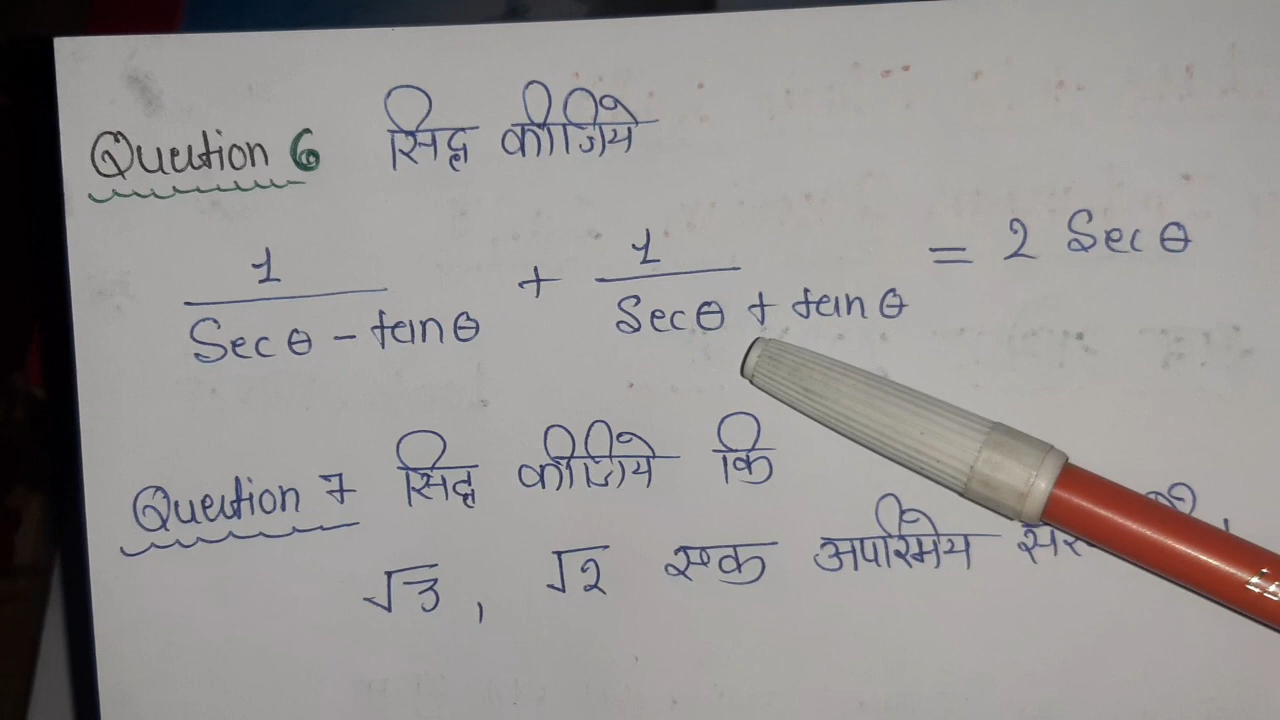 Question 6 सिद्ध कीजिये
1/(Secθ - tanθ) + 1/(Secθ + tanθ) = 2 Secθ
Question 7 सिद्ध कीजिये कि
√3, √2 एक अपरिमेय